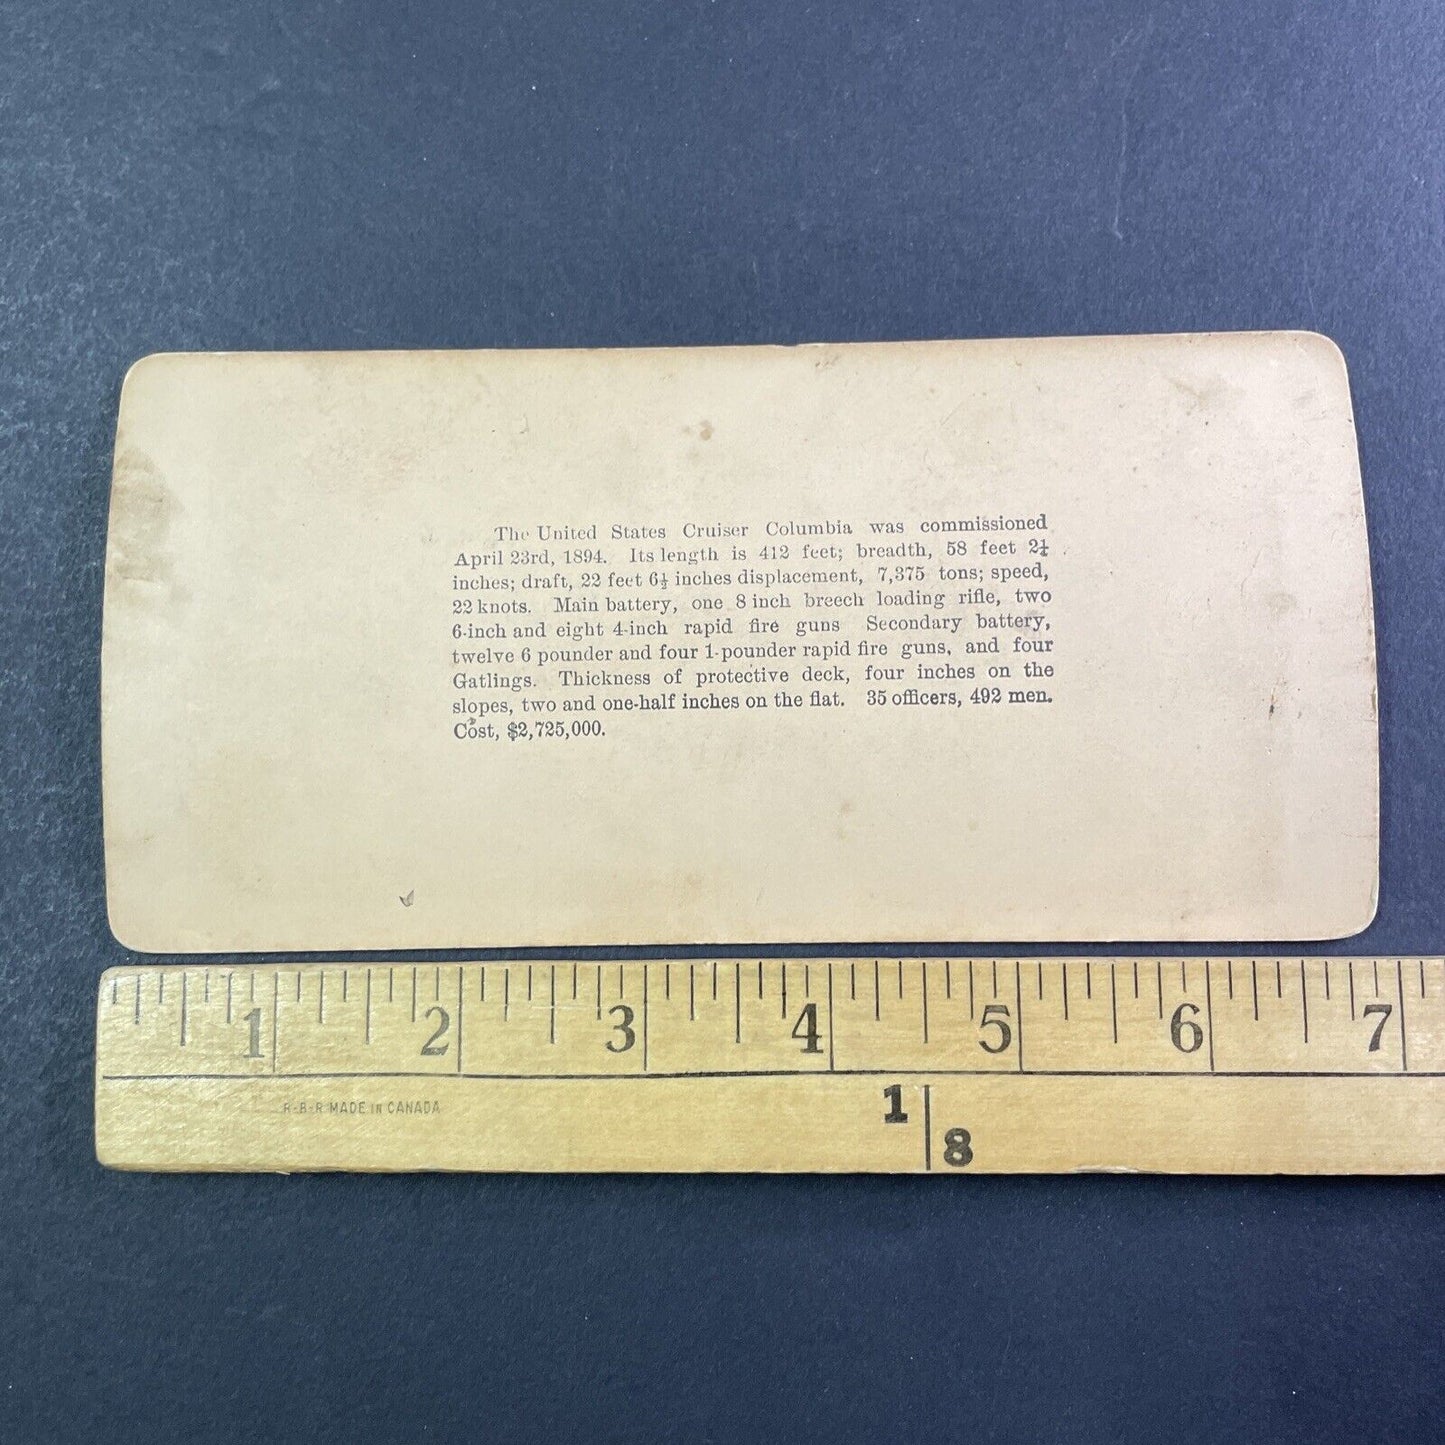 The United States Cruiser Columbia was commissioned
April 23rd, 1894. Its length is 412 feet; breadth, 58 feet 2¼
inches; draft, 22 feet 6½ inches displacement, 7,375 tons; speed,
22 knots. Main battery, one 8 inch breech loading rifle, two
6-inch and eight 4-inch rapid fire guns Secondary battery,
twelve 6 pounder and four 1-pounder rapid fire guns, and four
Gatlings. Thickness of protective deck, four inches on the
slopes, two and one-half inches on the flat. 35 officers, 492 men.
Cost, $2,725,000.
1 2 3 4 5 6 7
R-B-R MADE IN CANADA
1
8